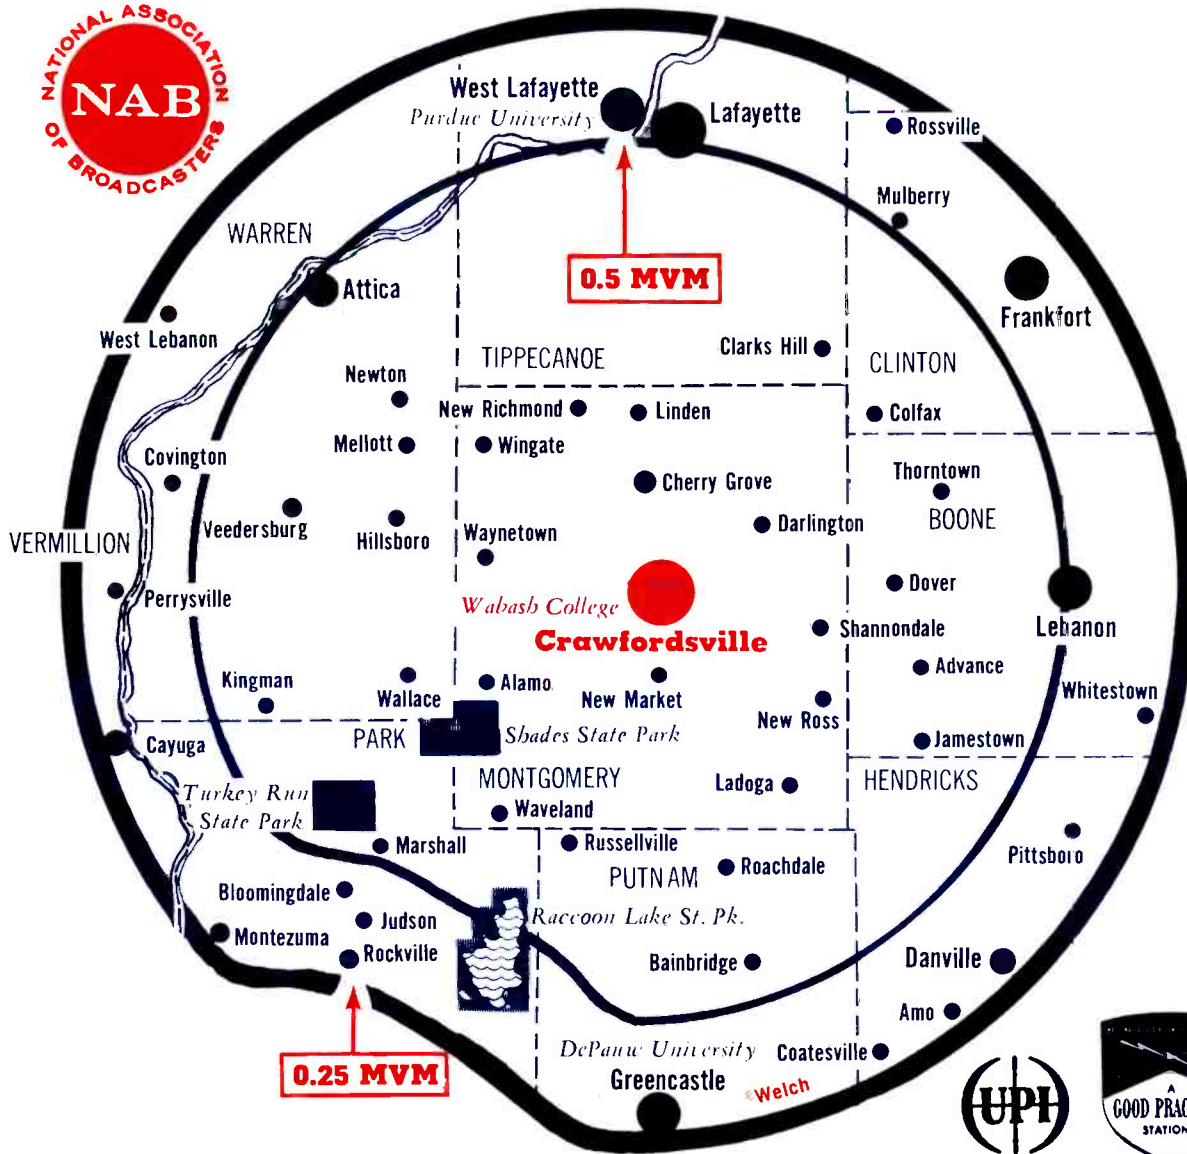 NATIONAL ASSOCIATION
NAB
OF BROADCASTERS
West Lafayette
Purdue University
Lafayette
Rossville
Mulberry
WARREN
0.5 MVM
Attica
Frankfort
West Lebanon
Clarks Hill
TIPPECANOE
CLINTON
Newton
New Richmond
Linden
Colfax
Mellott
Wingate
Covington
Cherry Grove
Thorntown
Veedersburg
Hillsboro
Waynetown
Darlington
BOONE
VERMILLION
Perrysville
Wabash College
Dover
Crawfordsville
Shannondale
Lebanon
Kingman
Wallace
Alamo
New Market
Advance
Whitestown
New Ross
Cayuga
PARK
Shades State Park
Jamestown
MONTGOMERY
Ladoga
HENDRICKS
Turkey Run
State Park
Waveland
Marshall
Russellville
Pittsboro
PUTNAM
Roachdale
Bloomingdale
Judson
Raccoon Lake St. Pk.
Montezuma
Rockville
Bainbridge
Danville
Amo
DePauw University
Coatesville
0.25 MVM
Greencastle
©Welch
UPI
A
GOOD PRAC
STATION